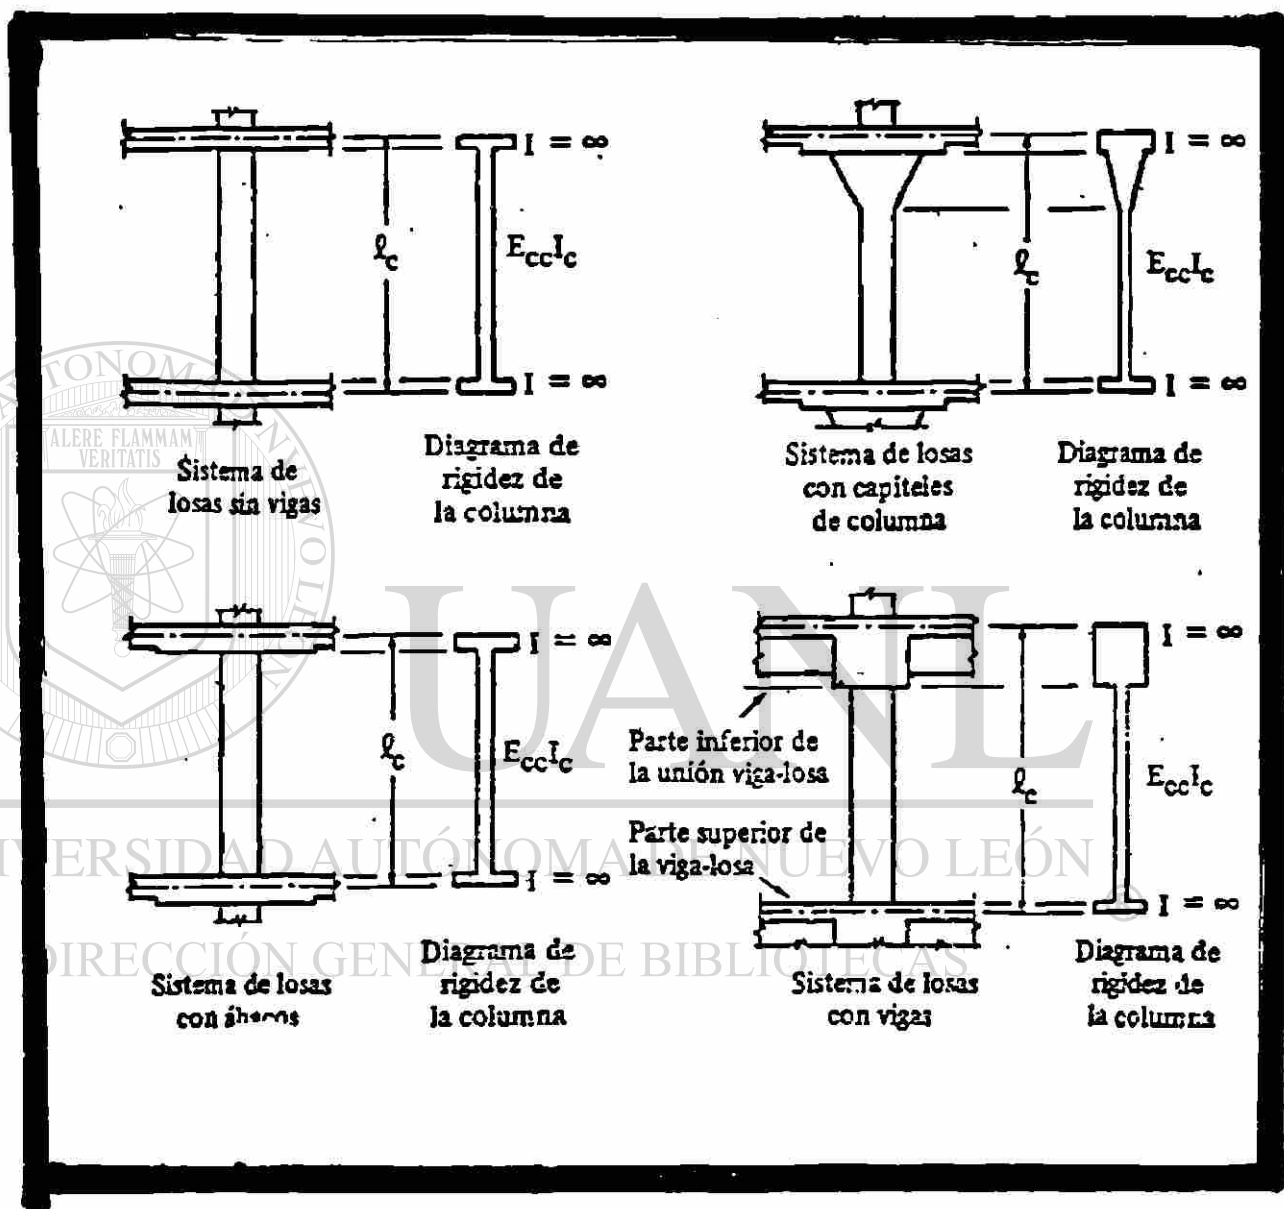 I = ∞
ℓc
EccIc
I = ∞
Sistema de
losas sin vigas
Diagrama de
rigidez de
la columna
I = ∞
ℓc
EccIc
I = ∞
Sistema de losas
con capiteles
de columna
Diagrama de
rigidez de
la columna
I = ∞
ℓc
EccIc
I = ∞
Sistema de losas
con ábacos
Diagrama de
rigidez de
la columna
I = ∞
Parte inferior de
la unión viga-losa
ℓc
EccIc
Parte superior de
la viga-losa
I = ∞
Sistema de losas
con vigas
Diagrama de
rigidez de
la columna
ALERE FLAMMAM
VERITATIS
UANL
UNIVERSIDAD AUTÓNOMA DE NUEVO LEÓN
®
DIRECCIÓN GENERAL DE BIBLIOTECAS